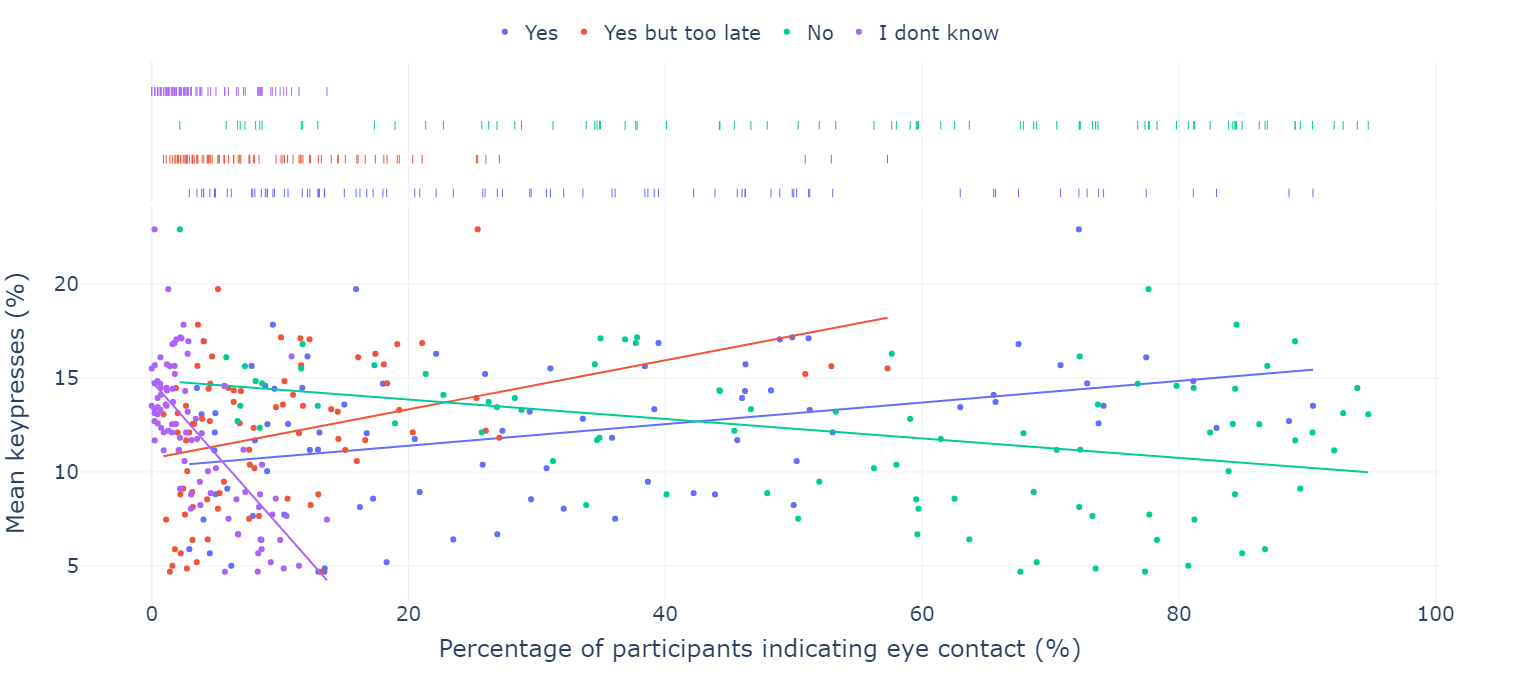 Yes Yes but too late No I dont know
20
15
10
5
Mean keypresses (%)
0 20 40 60 80 100
Percentage of participants indicating eye contact (%)